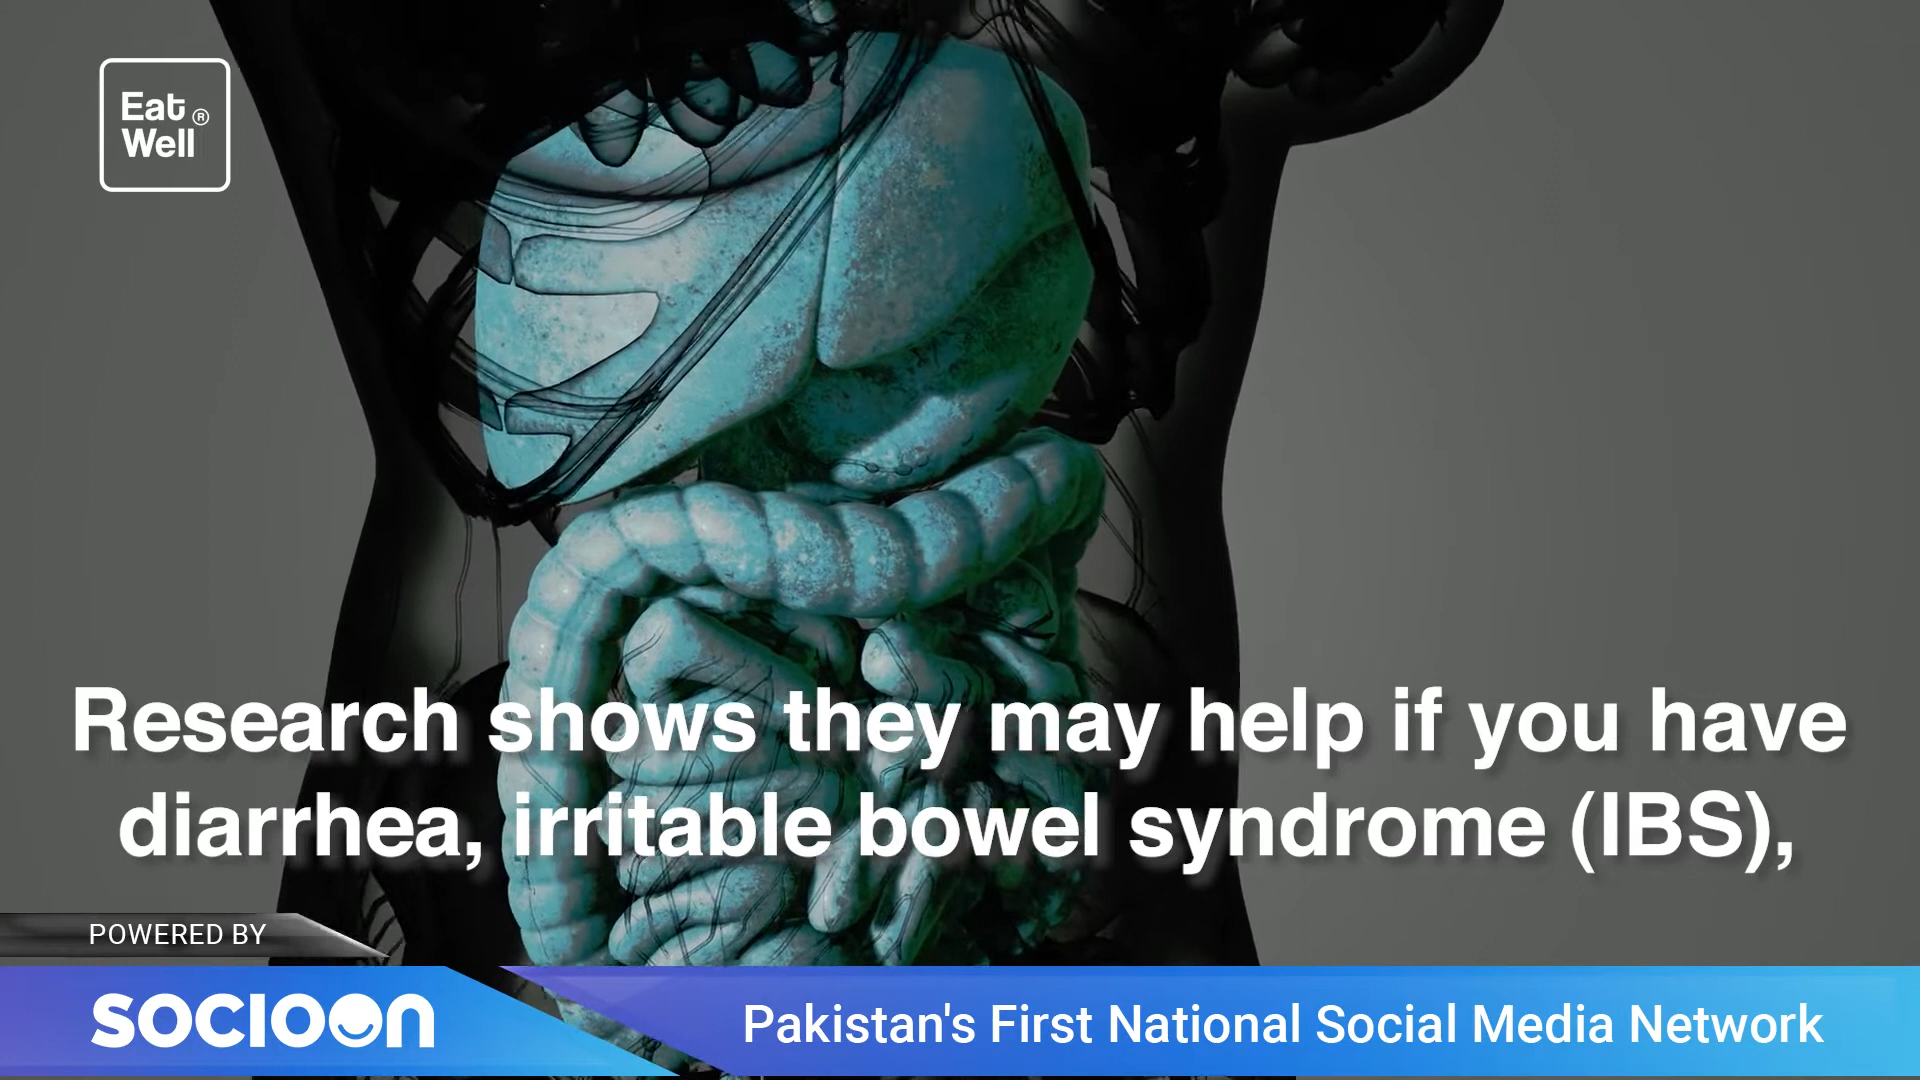 Eat
Well ®
Research shows they may help if you have
diarrhea, irritable bowel syndrome (IBS),
POWERED BY
SOCIOON
Pakistan's First National Social Media Network